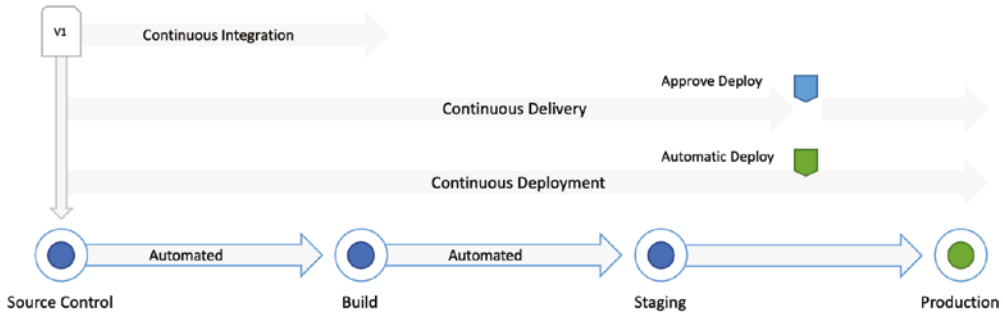 V1
Continuous Integration
Approve Deploy
Continuous Delivery
Automatic Deploy
Continuous Deployment
Automated
Automated
Source Control
Build
Staging
Production